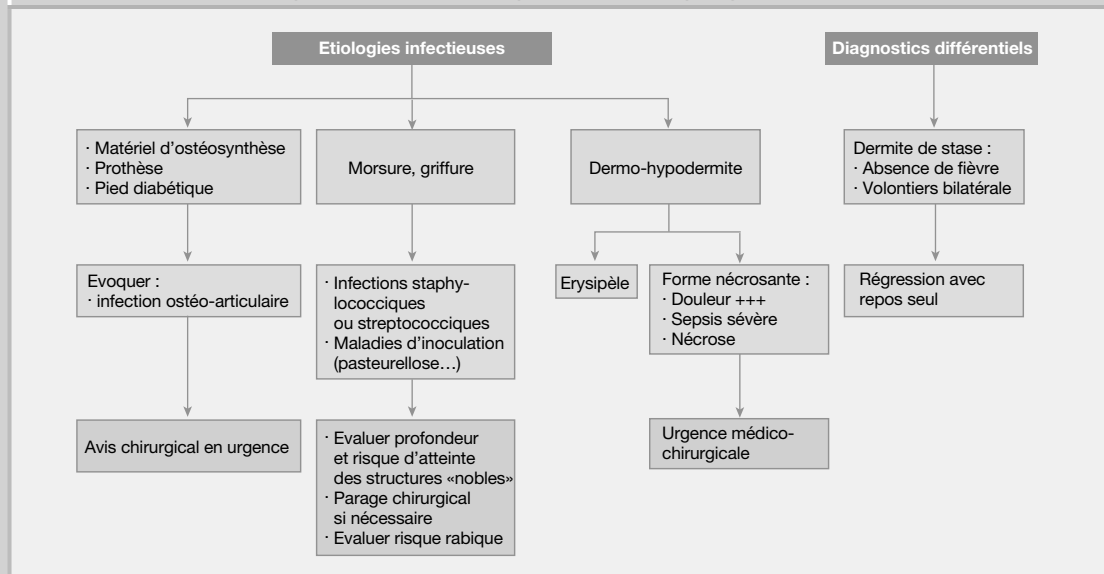 Etiologies infectieuses
Diagnostics différentiels
· Matériel d'ostéosynthèse
· Prothèse
· Pied diabétique
Morsure, griffure
Dermo-hypodermite
Dermite de stase :
· Absence de fièvre
· Volontiers bilatérale
Evoquer :
· infection ostéo-articulaire
· Infections staphy-
lococciques
ou streptococciques
· Maladies d'inoculation
(pasteurellose…)
Erysipèle
Forme nécrosante :
· Douleur +++
· Sepsis sévère
· Nécrose
Régression avec
repos seul
Avis chirurgical en urgence
· Evaluer profondeur
et risque d'atteinte
des structures «nobles»
· Parage chirurgical
si nécessaire
· Evaluer risque rabique
Urgence médico-
chirurgicale